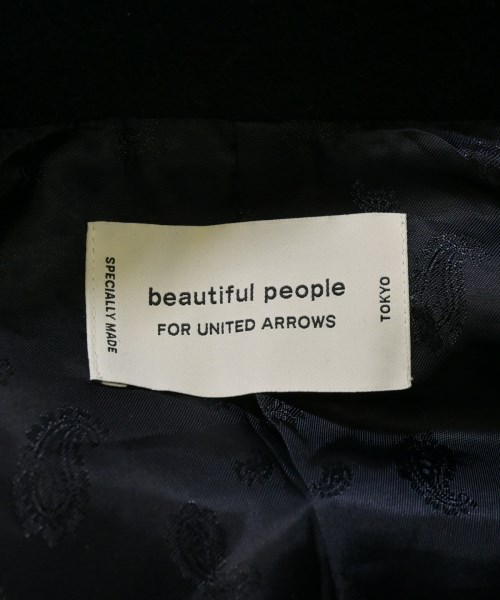 SPECIALLY MADE
beautiful people
FOR UNITED ARROWS
TOKYO